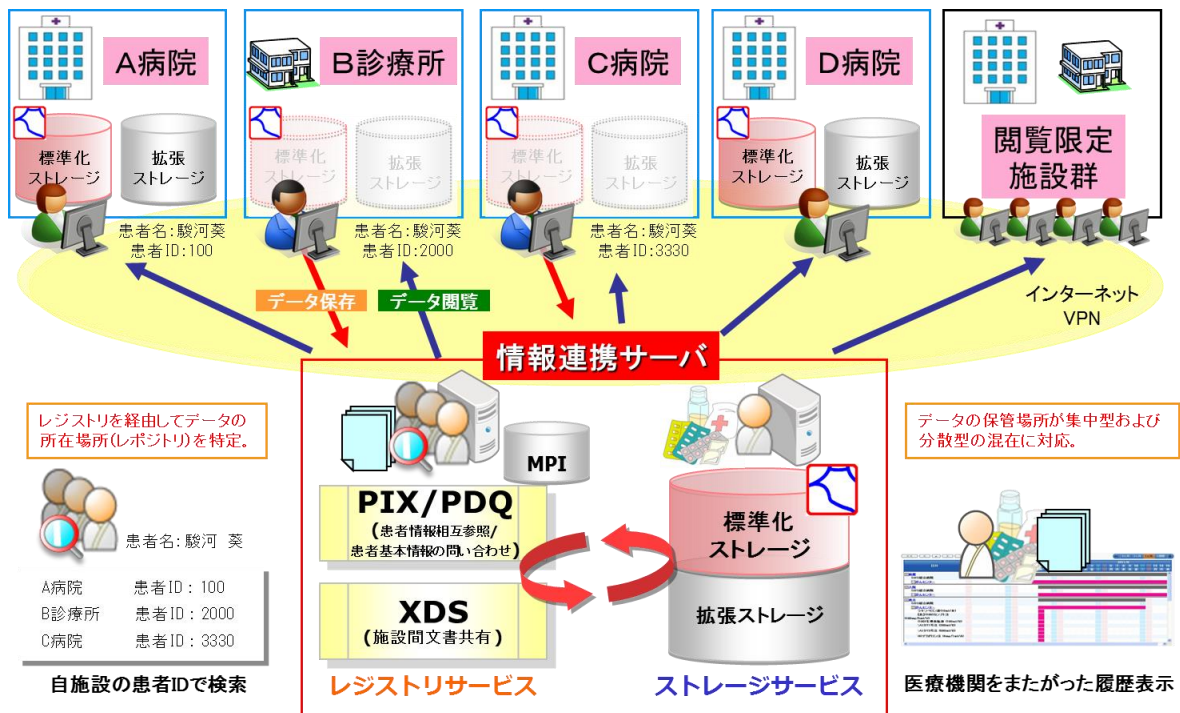 A病院
標準化
ストレージ
拡張
ストレージ
患者名:駿河葵
患者ID:100
B診療所
標準化
ストレージ
拡張
ストレージ
患者名:駿河葵
患者ID:2000
C病院
標準化
ストレージ
拡張
ストレージ
患者名:駿河葵
患者ID:3330
D病院
標準化
ストレージ
拡張
ストレージ
閲覧限定
施設群
データ保存
データ閲覧
インターネット
VPN
情報連携サーバ
レジストリを経由してデータの
所在場所(レポジトリ)を特定。
患者名:駿河 葵
A病院 患者ID:100
B診療所 患者ID:2000
C病院 患者ID:3330
自施設の患者IDで検索
MPI
PIX/PDQ
(患者情報相互参照/
患者基本情報の問い合わせ)
XDS
(施設間文書共有)
レジストリサービス
標準化
ストレージ
拡張ストレージ
ストレージサービス
データの保管場所が集中型および
分散型の混在に対応。
医療機関をまたがった履歴表示